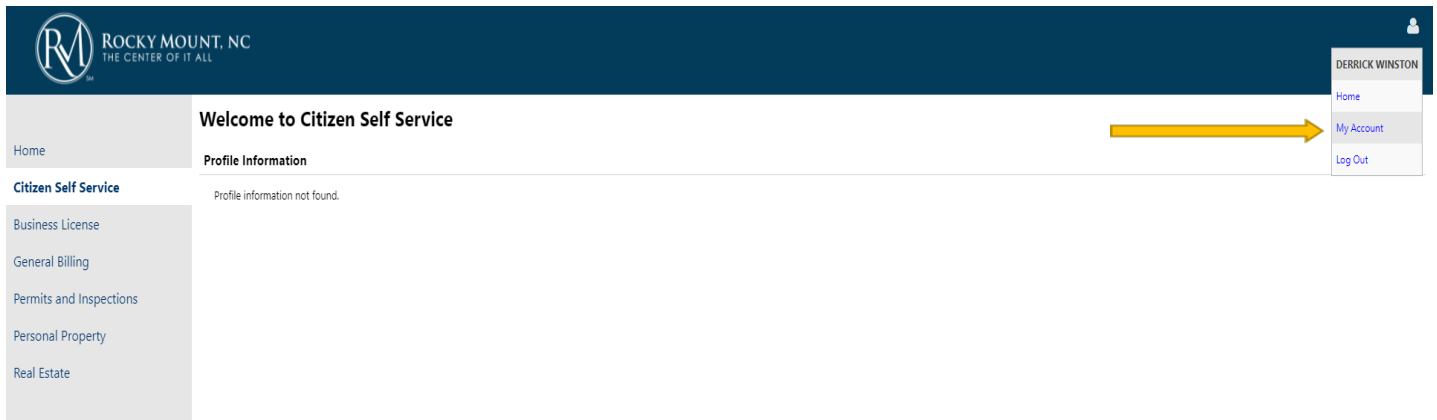 RM
SM
ROCKY MOUNT, NC
THE CENTER OF IT ALL
DERRICK WINSTON
Home
My Account
Log Out
Home
Citizen Self Service
Business License
General Billing
Permits and Inspections
Personal Property
Real Estate
Welcome to Citizen Self Service
Profile Information
Profile information not found.